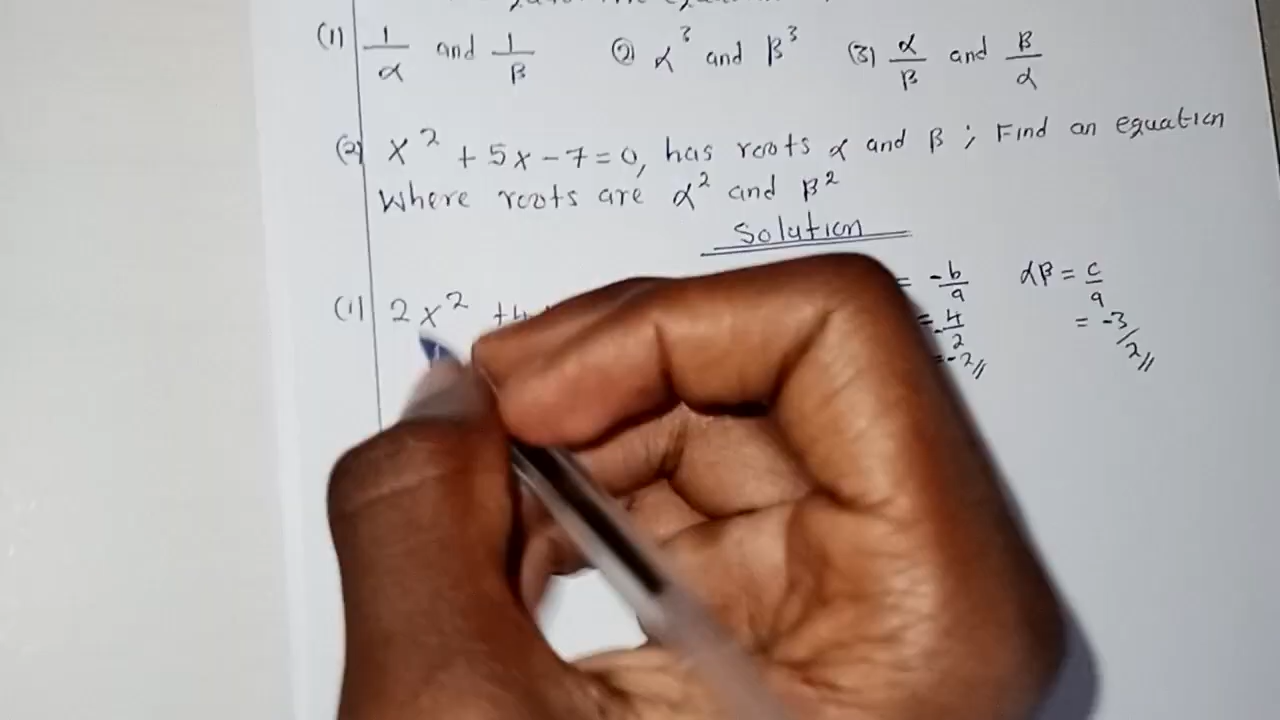 (1) 1/α and 1/β ② α³ and β³ (3) α/β and β/α
(2) x² + 5x - 7 = 0, has roots α and β ; Find an equation
Where roots are α² and β²
Solution
(1) 2x² +4 = -b/a αβ = c/a
= -4/2 = -3/2//
= -2//